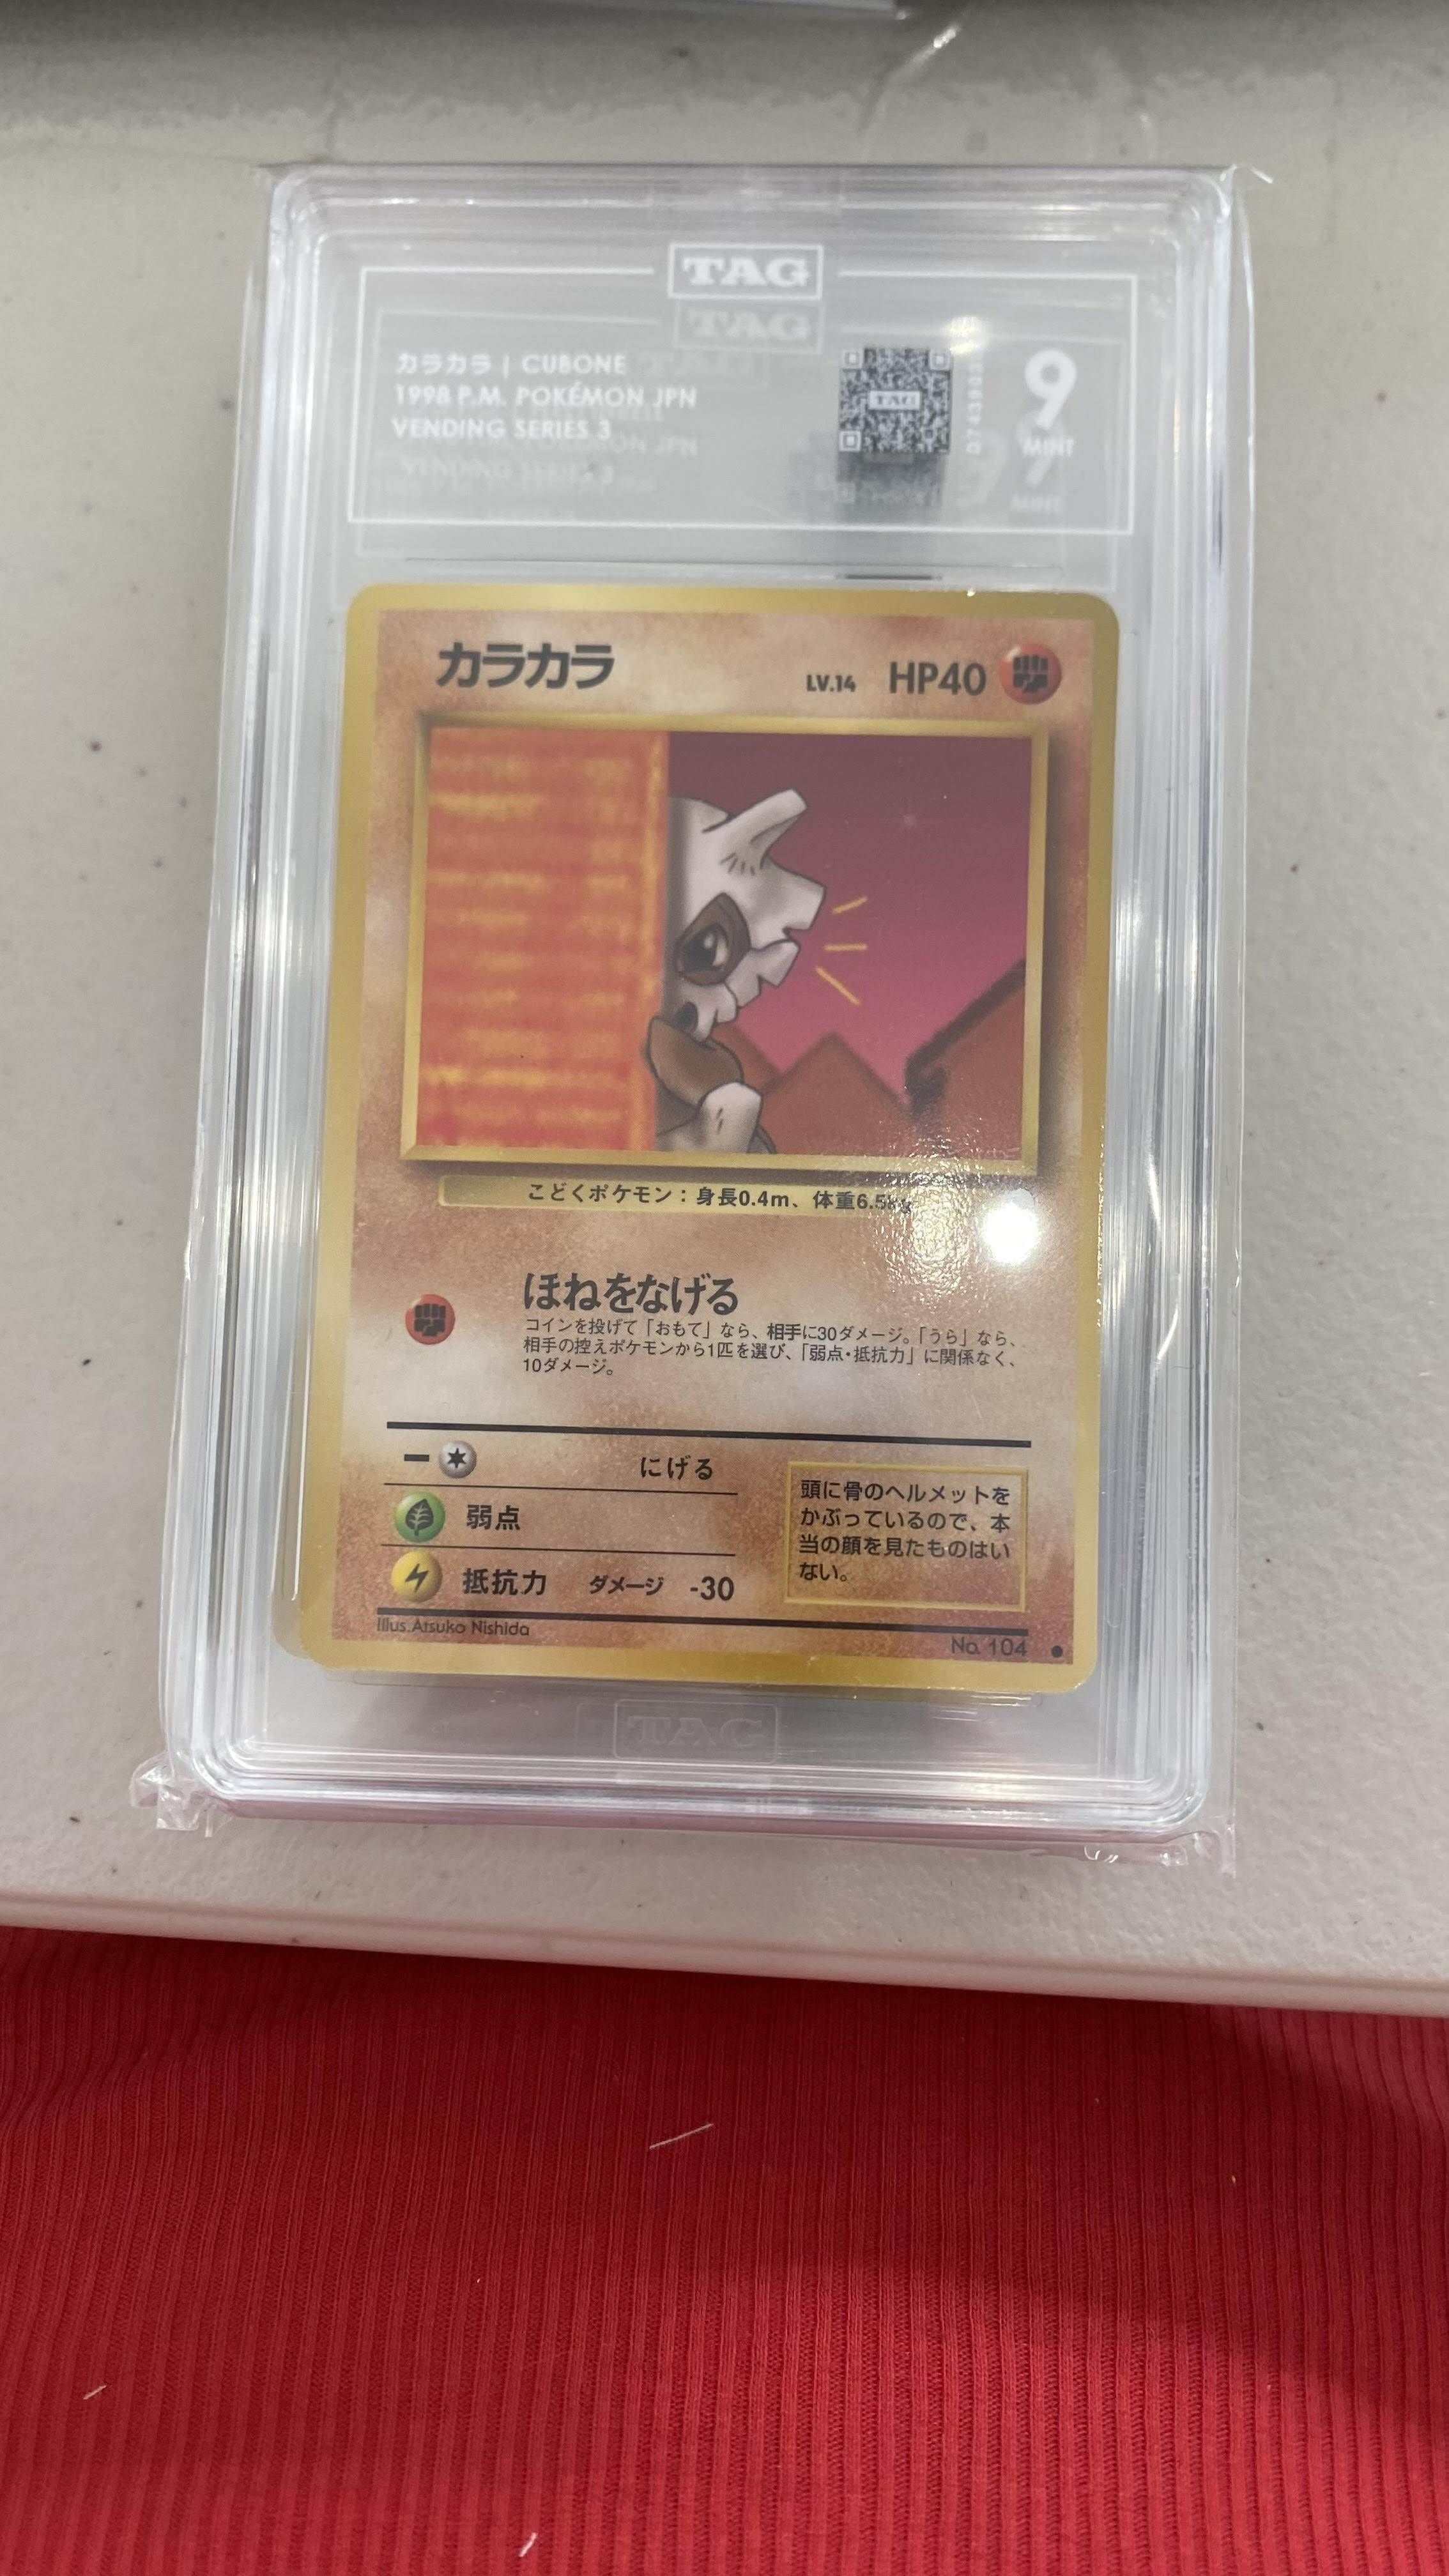 TAG
カラカラ | CUBONE
1998 P.M. POKÉMON JPN
VENDING SERIES 3
TAG
9
MINT
カラカラ LV.14 HP40
こどくポケモン：身長0.4m、体重6.5kg
ほねをなげる
コインを投げて「おもて」なら、相手に30ダメージ。「うら」なら、
相手の控えポケモンから1匹を選び、「弱点・抵抗力」に関係なく、
10ダメージ。
にげる
弱点
抵抗力 ダメージ -30
頭に骨のヘルメットを
かぶっているので、本
当の顔を見たものはい
ない。
Illus.Atsuko Nishida
No. 104
TAG